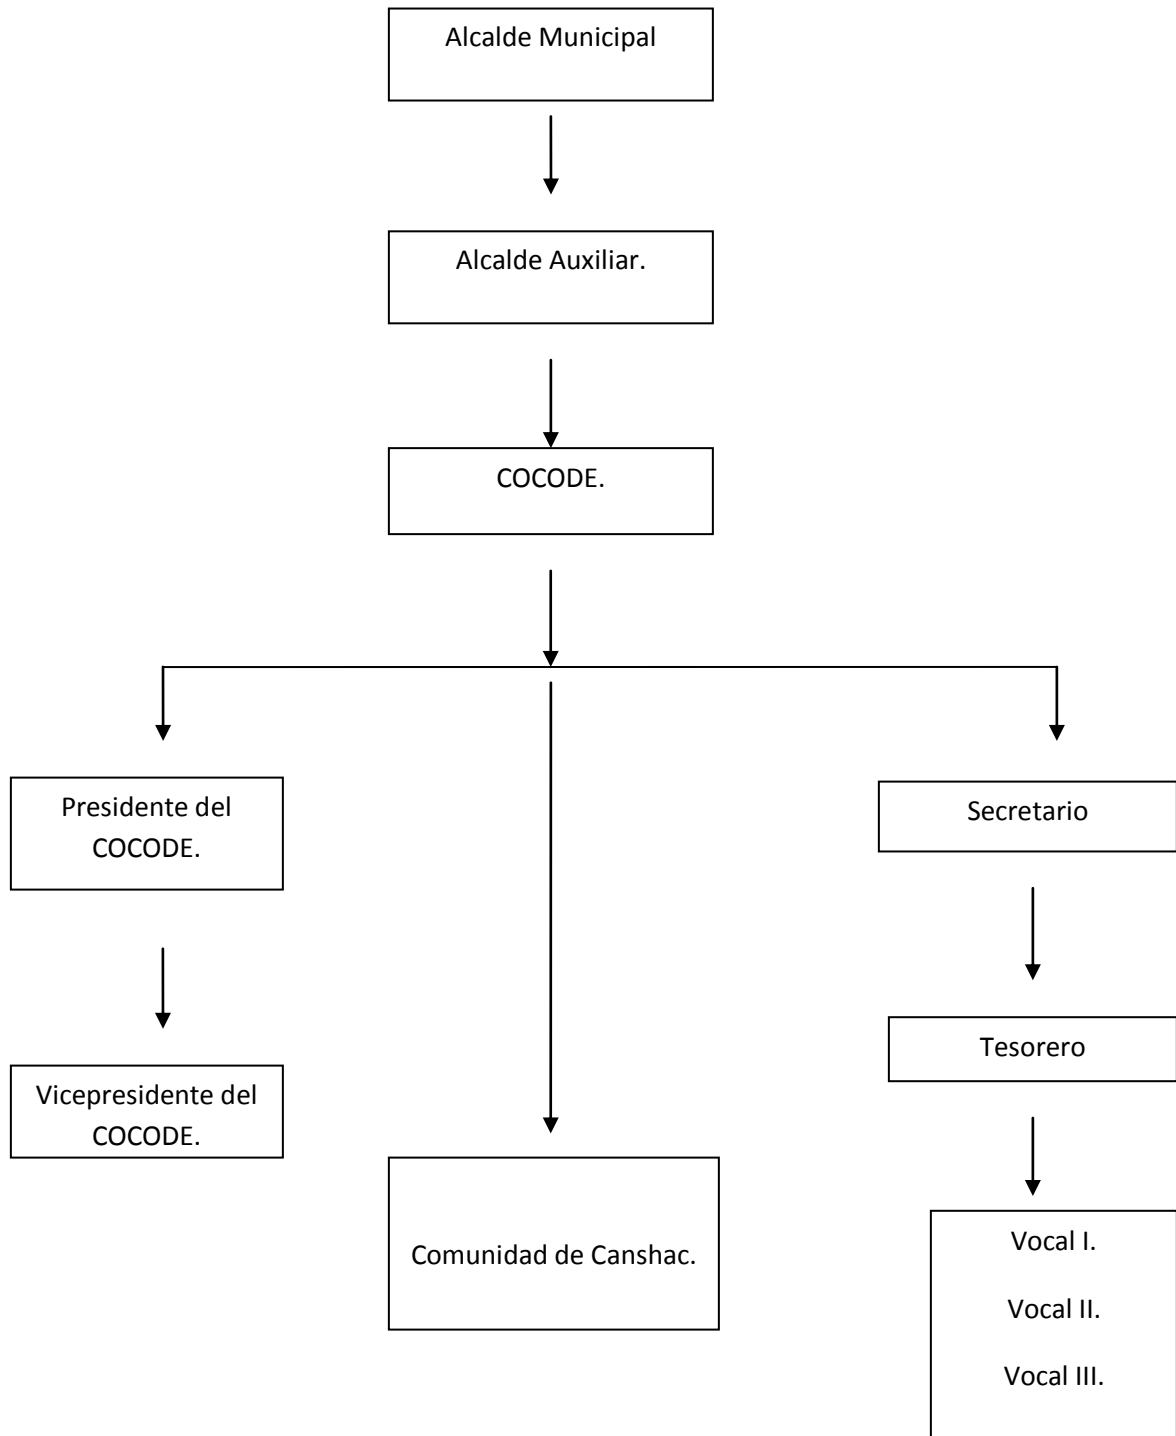 Alcalde Municipal
Alcalde Auxiliar.
COCODE.
Presidente del
COCODE.
Secretario
Tesorero
Vicepresidente del
COCODE.
Comunidad de Canshac.
Vocal I.
Vocal II.
Vocal III.